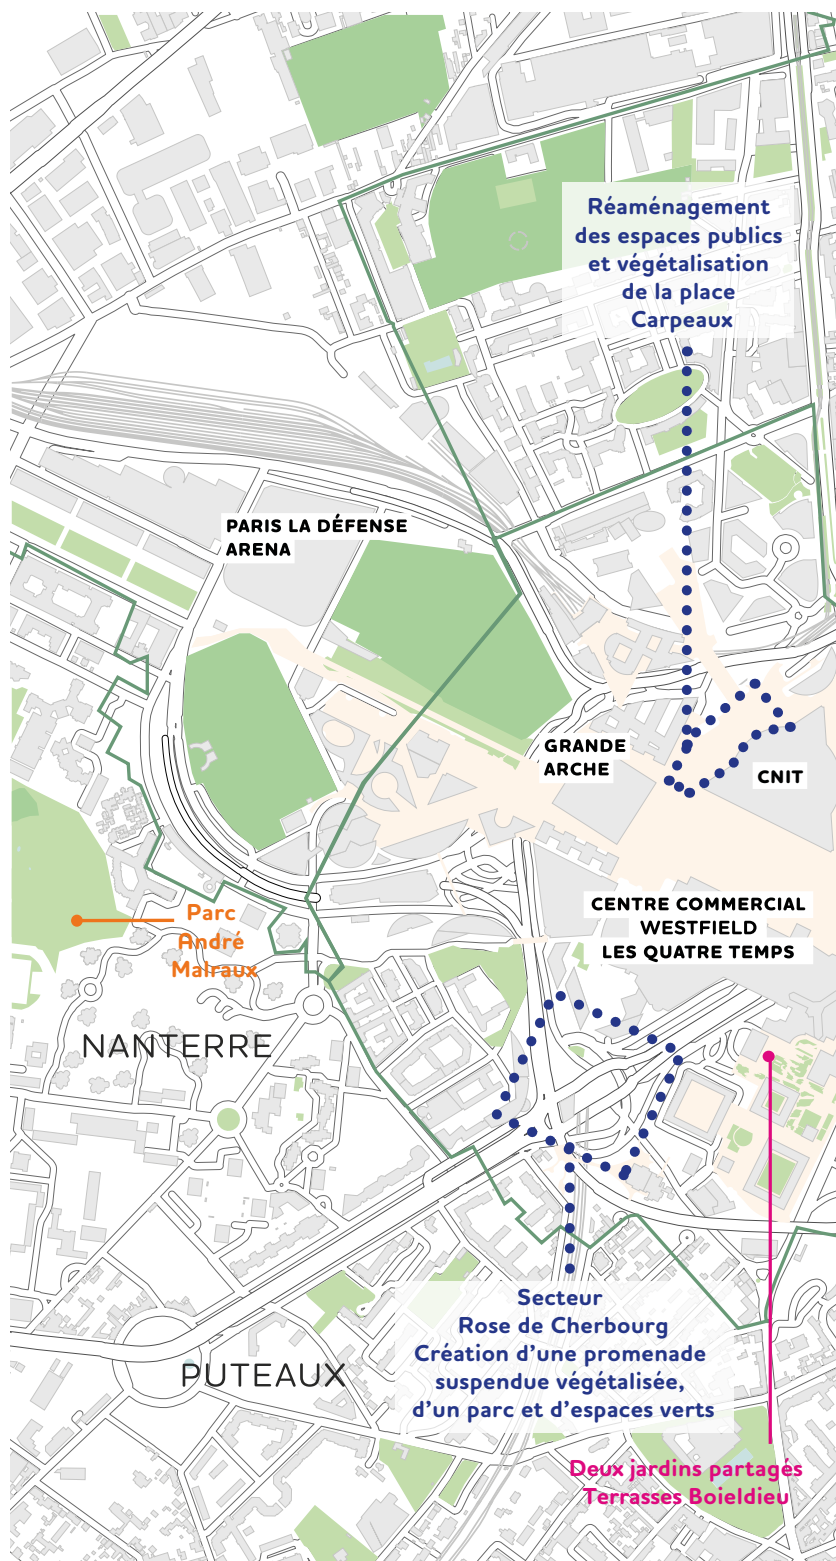 Réaménagement
des espaces publics
et végétalisation
de la place
Carpeaux
PARIS LA DÉFENSE
ARENA
GRANDE
ARCHE
CNIT
CENTRE COMMERCIAL
WESTFIELD
LES QUATRE TEMPS
Parc
André
Malraux
NANTERRE
Secteur
Rose de Cherbourg
Création d'une promenade
suspendue végétalisée,
d'un parc et d'espaces verts
PUTEAUX
Deux jardins partagés
Terrasses Boieldieu